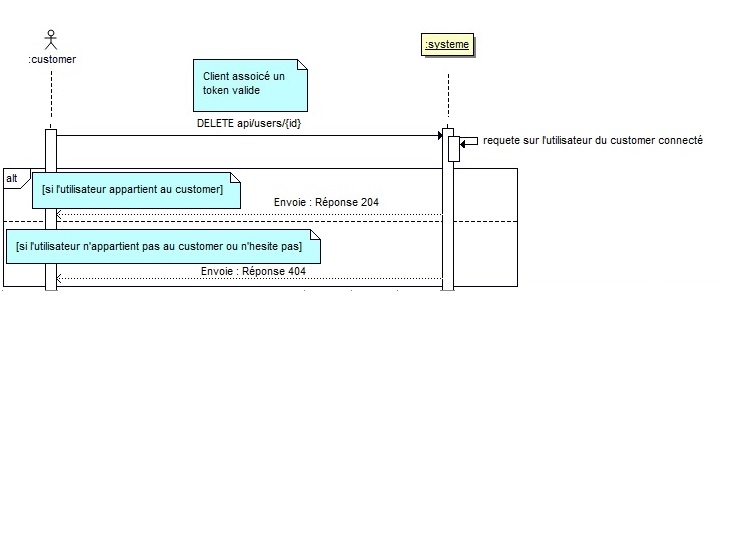 :customer
:systeme
Client assoicé un
token valide
DELETE api/users/{id}
requete sur l'utilisateur du customer connecté
alt
[si l'utilisateur appartient au customer]
Envoie : Réponse 204
[si l'utilisateur n'appartient pas au customer ou n'hesite pas]
Envoie : Réponse 404